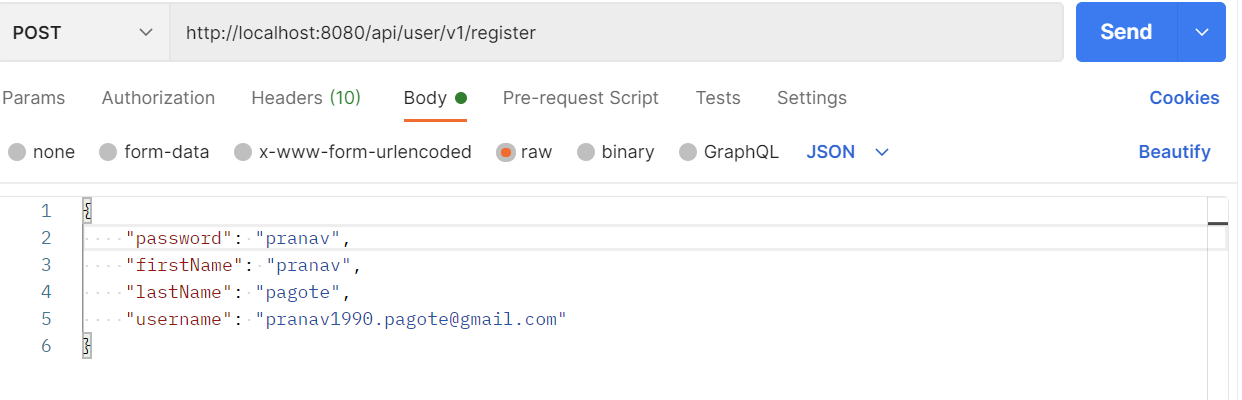 POST http://localhost:8080/api/user/v1/register Send
Params Authorization Headers (10) Body Pre-request Script Tests Settings Cookies
none form-data x-www-form-urlencoded raw binary GraphQL JSON Beautify
1 {
2 "password": "pranav",
3 "firstName": "pranav",
4 "lastName": "pagote",
5 "username": "pranav1990.pagote@gmail.com"
6 }